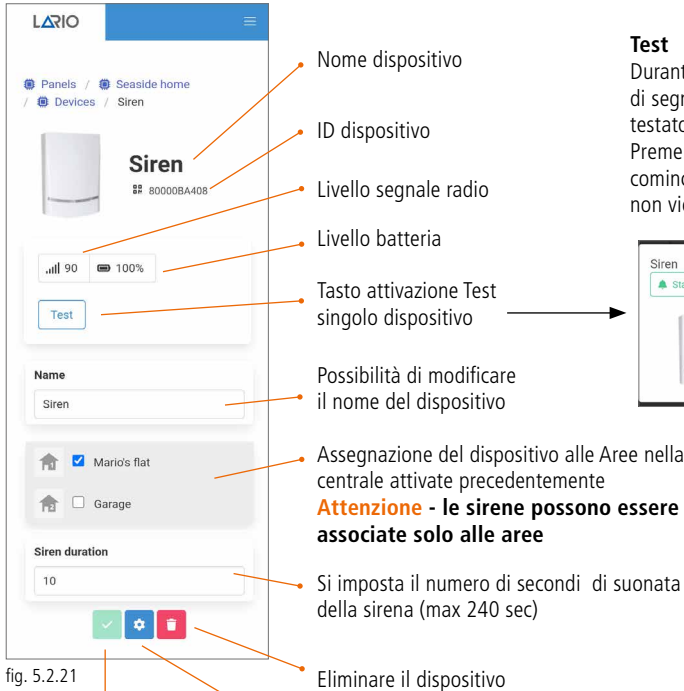 LARIO
Panels / Seaside home
/ Devices / Siren
Siren
80000BA408
90 100%
Test
Name
Siren
Mario's flat
Garage
Siren duration
10
fig. 5.2.21
Nome dispositivo
ID dispositivo
Livello segnale radio
Livello batteria
Tasto attivazione Test
singolo dispositivo
Possibilità di modificare
il nome del dispositivo
Assegnazione del dispositivo alle Aree nella
centrale attivate precedentemente
Attenzione - le sirene possono essere
associate solo alle aree
Si imposta il numero di secondi di suonata
della sirena (max 240 sec)
Eliminare il dispositivo
Test
di segn
testato
non vie
Siren